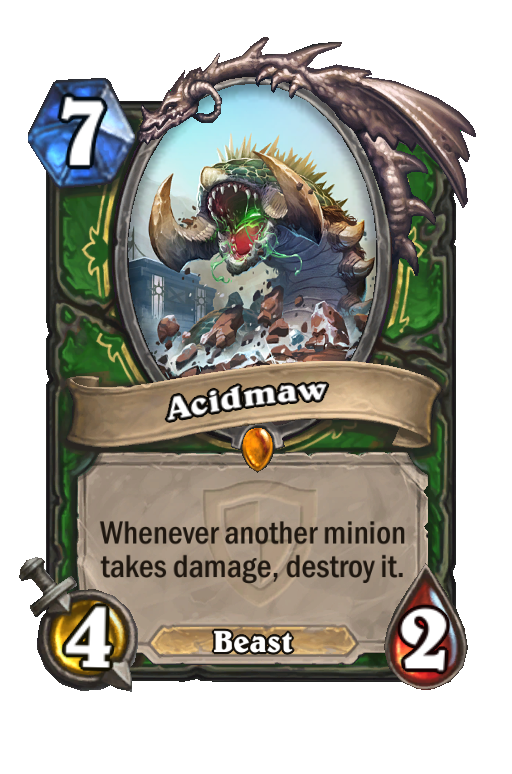 7
Acidmaw
Whenever another minion
takes damage, destroy it.
4
Beast
2